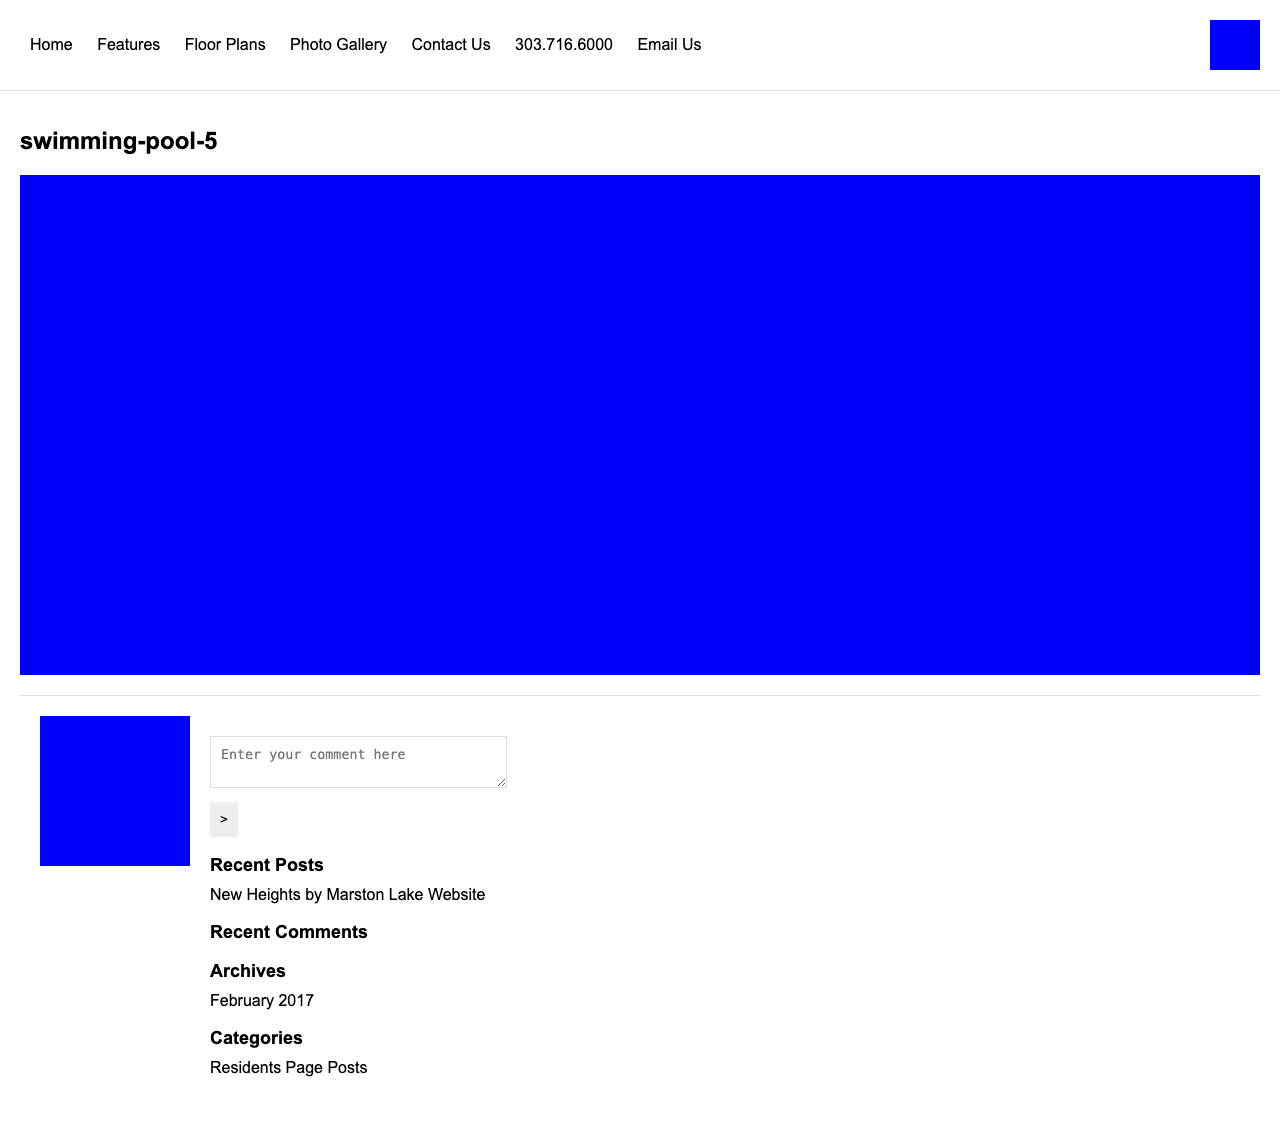 Home Features Floor Plans Photo Gallery Contact Us 303.716.6000 Email Us
swimming-pool-5
Enter your comment here
>
Recent Posts
New Heights by Marston Lake Website
Recent Comments
Archives
February 2017
Categories
Residents Page Posts